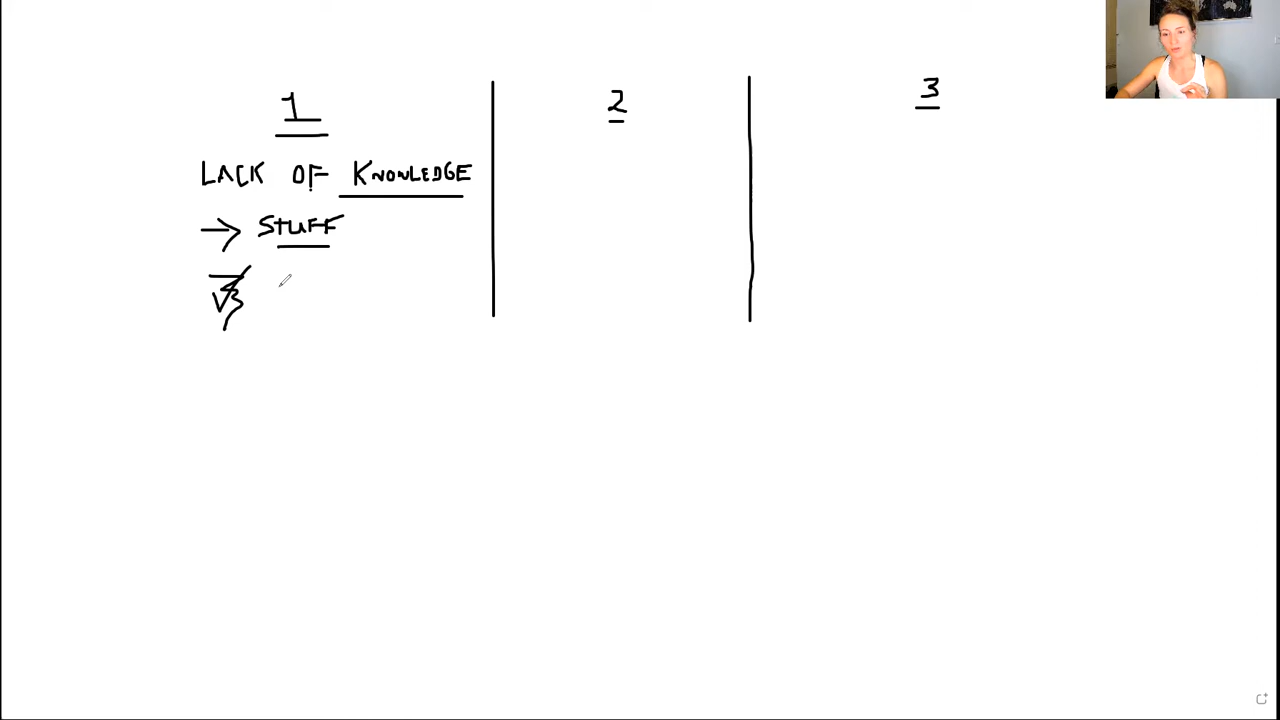 1
LACK OF KNOWLEDGE
→ STUFF
2
3